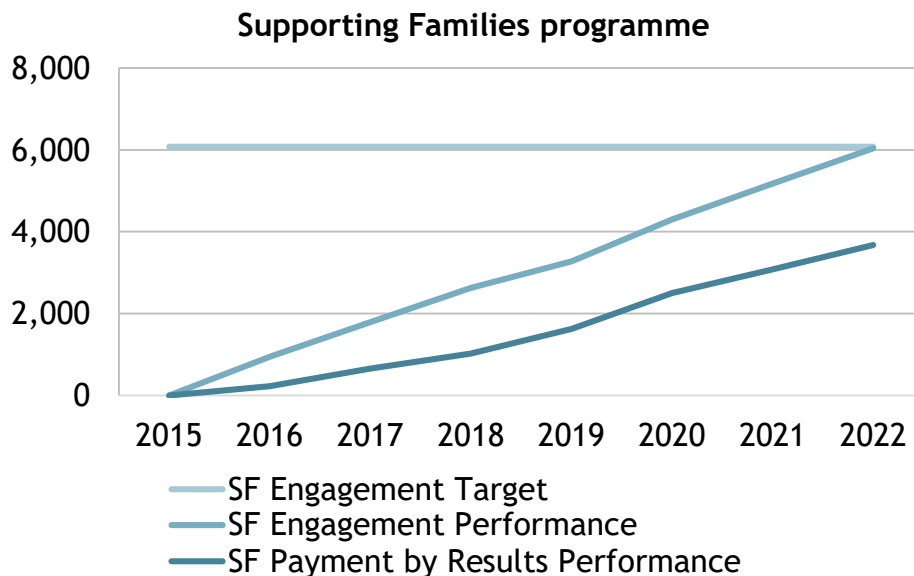 Supporting Families programme
8,000
6,000
4,000
2,000
0
2015 2016 2017 2018 2019 2020 2021 2022
SF Engagement Target
SF Engagement Performance
SF Payment by Results Performance